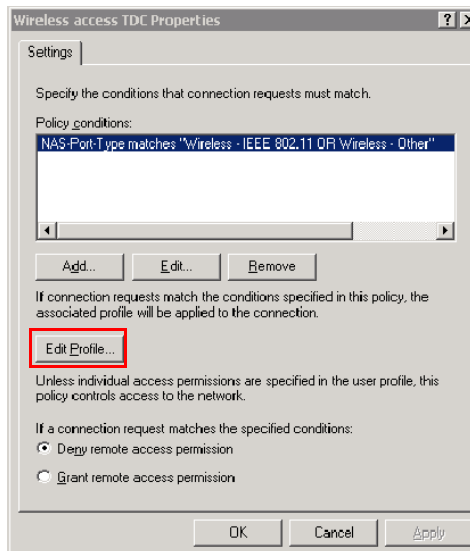 Wireless access TDC Properties
Settings
Specify the conditions that connection requests must match.
Policy conditions:
NAS-Port-Type matches "Wireless - IEEE 802.11 OR Wireless - Other"
Add... Edit... Remove
If connection requests match the conditions specified in this policy, the
associated profile will be applied to the connection.
Edit Profile...
Unless individual access permissions are specified in the user profile, this
policy controls access to the network.
If a connection request matches the specified conditions:
Deny remote access permission
Grant remote access permission
OK Cancel Apply